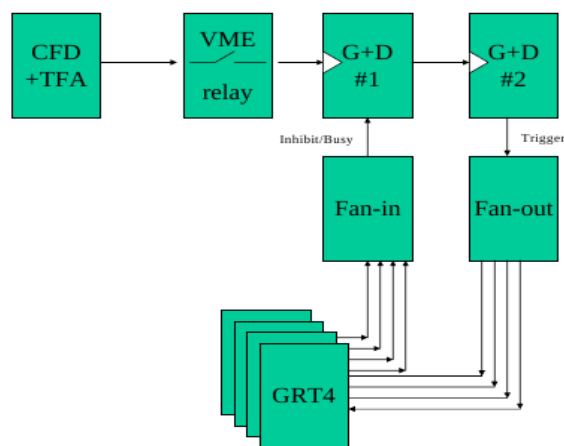 CFD
+TFA
VME
relay
G+D
#1
G+D
#2
Inhibit/Busy
Trigger
Fan-in
Fan-out
GRT4